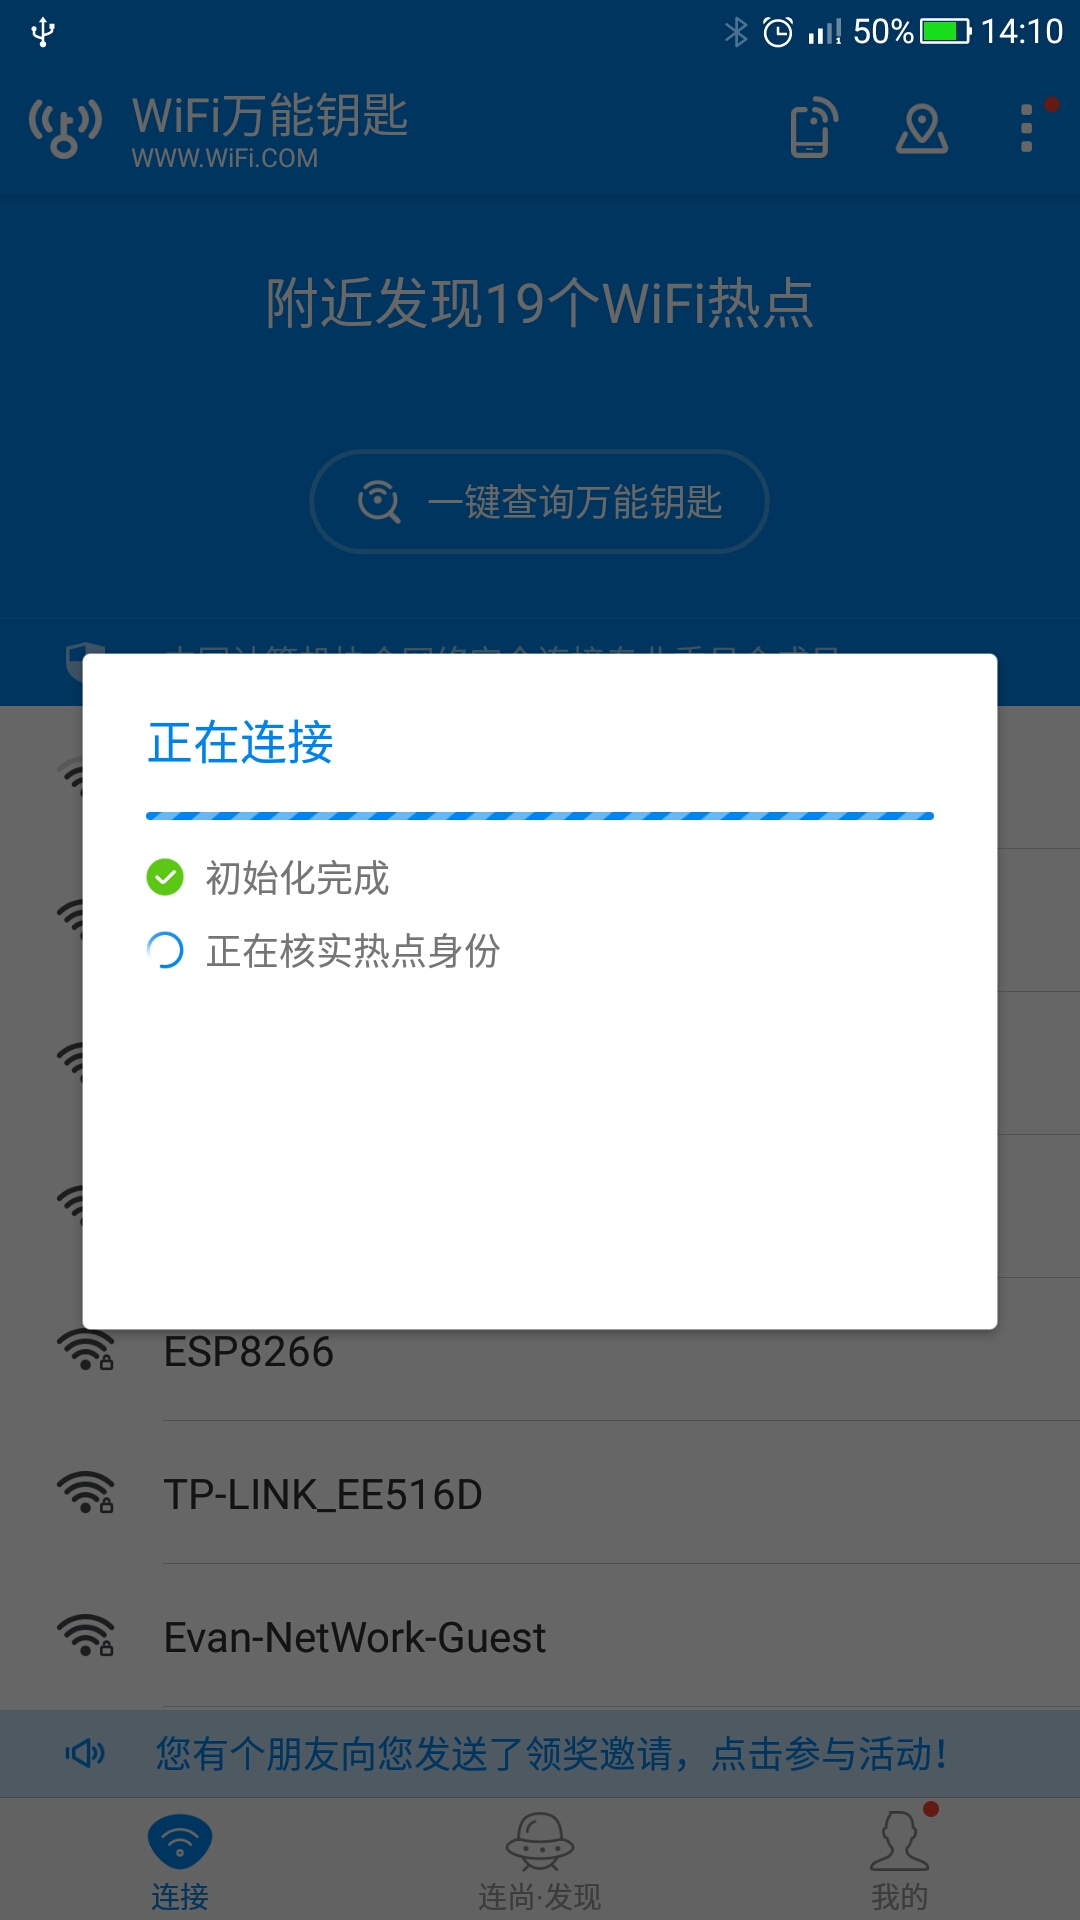 50% 14:10
WiFi万能钥匙
WWW.WiFi.COM
附近发现19个WiFi热点
一键查询万能钥匙
正在连接
初始化完成
正在核实热点身份
ESP8266
TP-LINK_EE516D
Evan-NetWork-Guest
您有个朋友向您发送了领奖邀请，点击参与活动！
连接 连尚·发现 我的